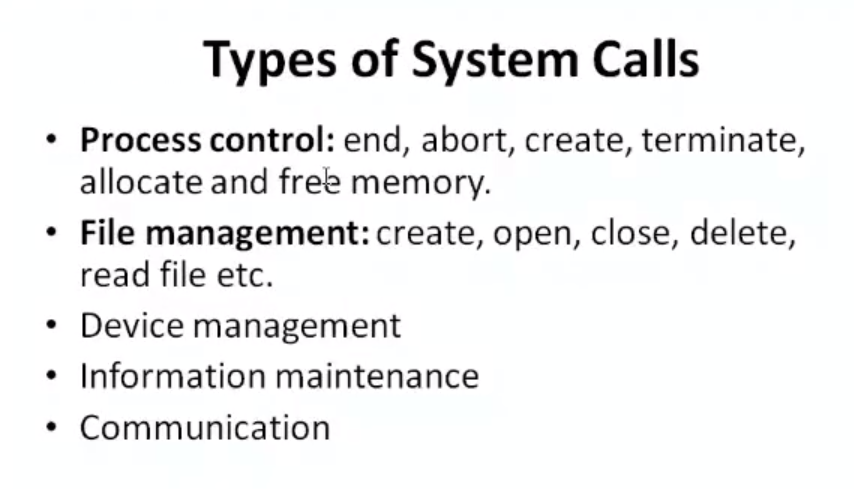 Types of System Calls
• Process control: end, abort, create, terminate,
allocate and free memory.
• File management: create, open, close, delete,
read file etc.
• Device management
• Information maintenance
• Communication